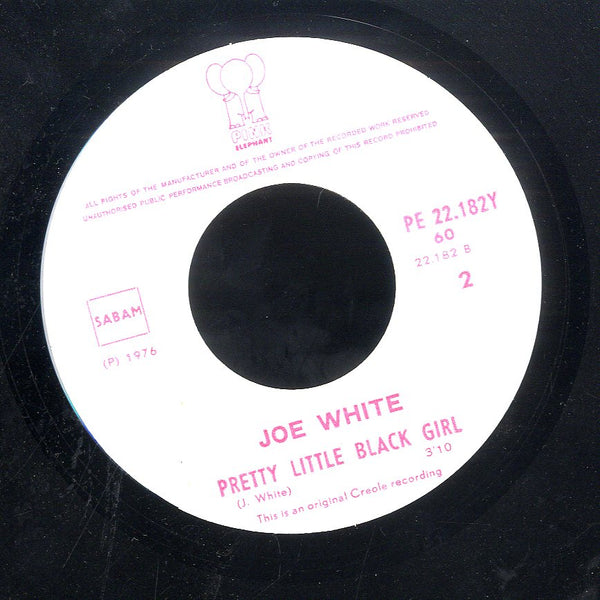 PINK
ELEPHANT
ALL RIGHTS OF THE MANUFACTURER AND OF THE OWNER OF THE RECORDED WORK RESERVED
UNAUTHORISED PUBLIC PERFORMANCE BROADCASTING AND COPYING OF THIS RECORD PROHIBITED
PE 22.182Y
60
22.182 B
2
SABAM
(P) 1976
JOE WHITE
PRETTY LITTLE BLACK GIRL
(J. White)
3'10
This is an original Creole recording